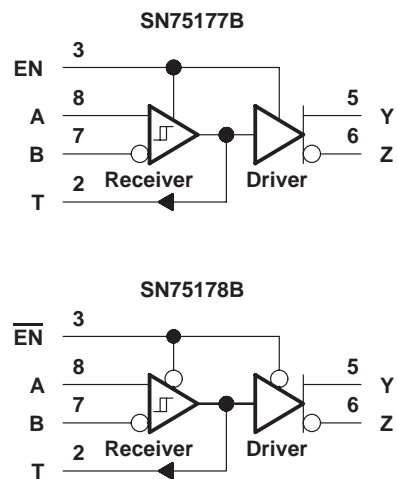 SN75177B
3
EN
8
A
5
Y
7
B
6
Z
2
Receiver Driver
T
SN75178B
3
E̅N̅
8
A
5
Y
7
B
6
Z
2
Receiver Driver
T